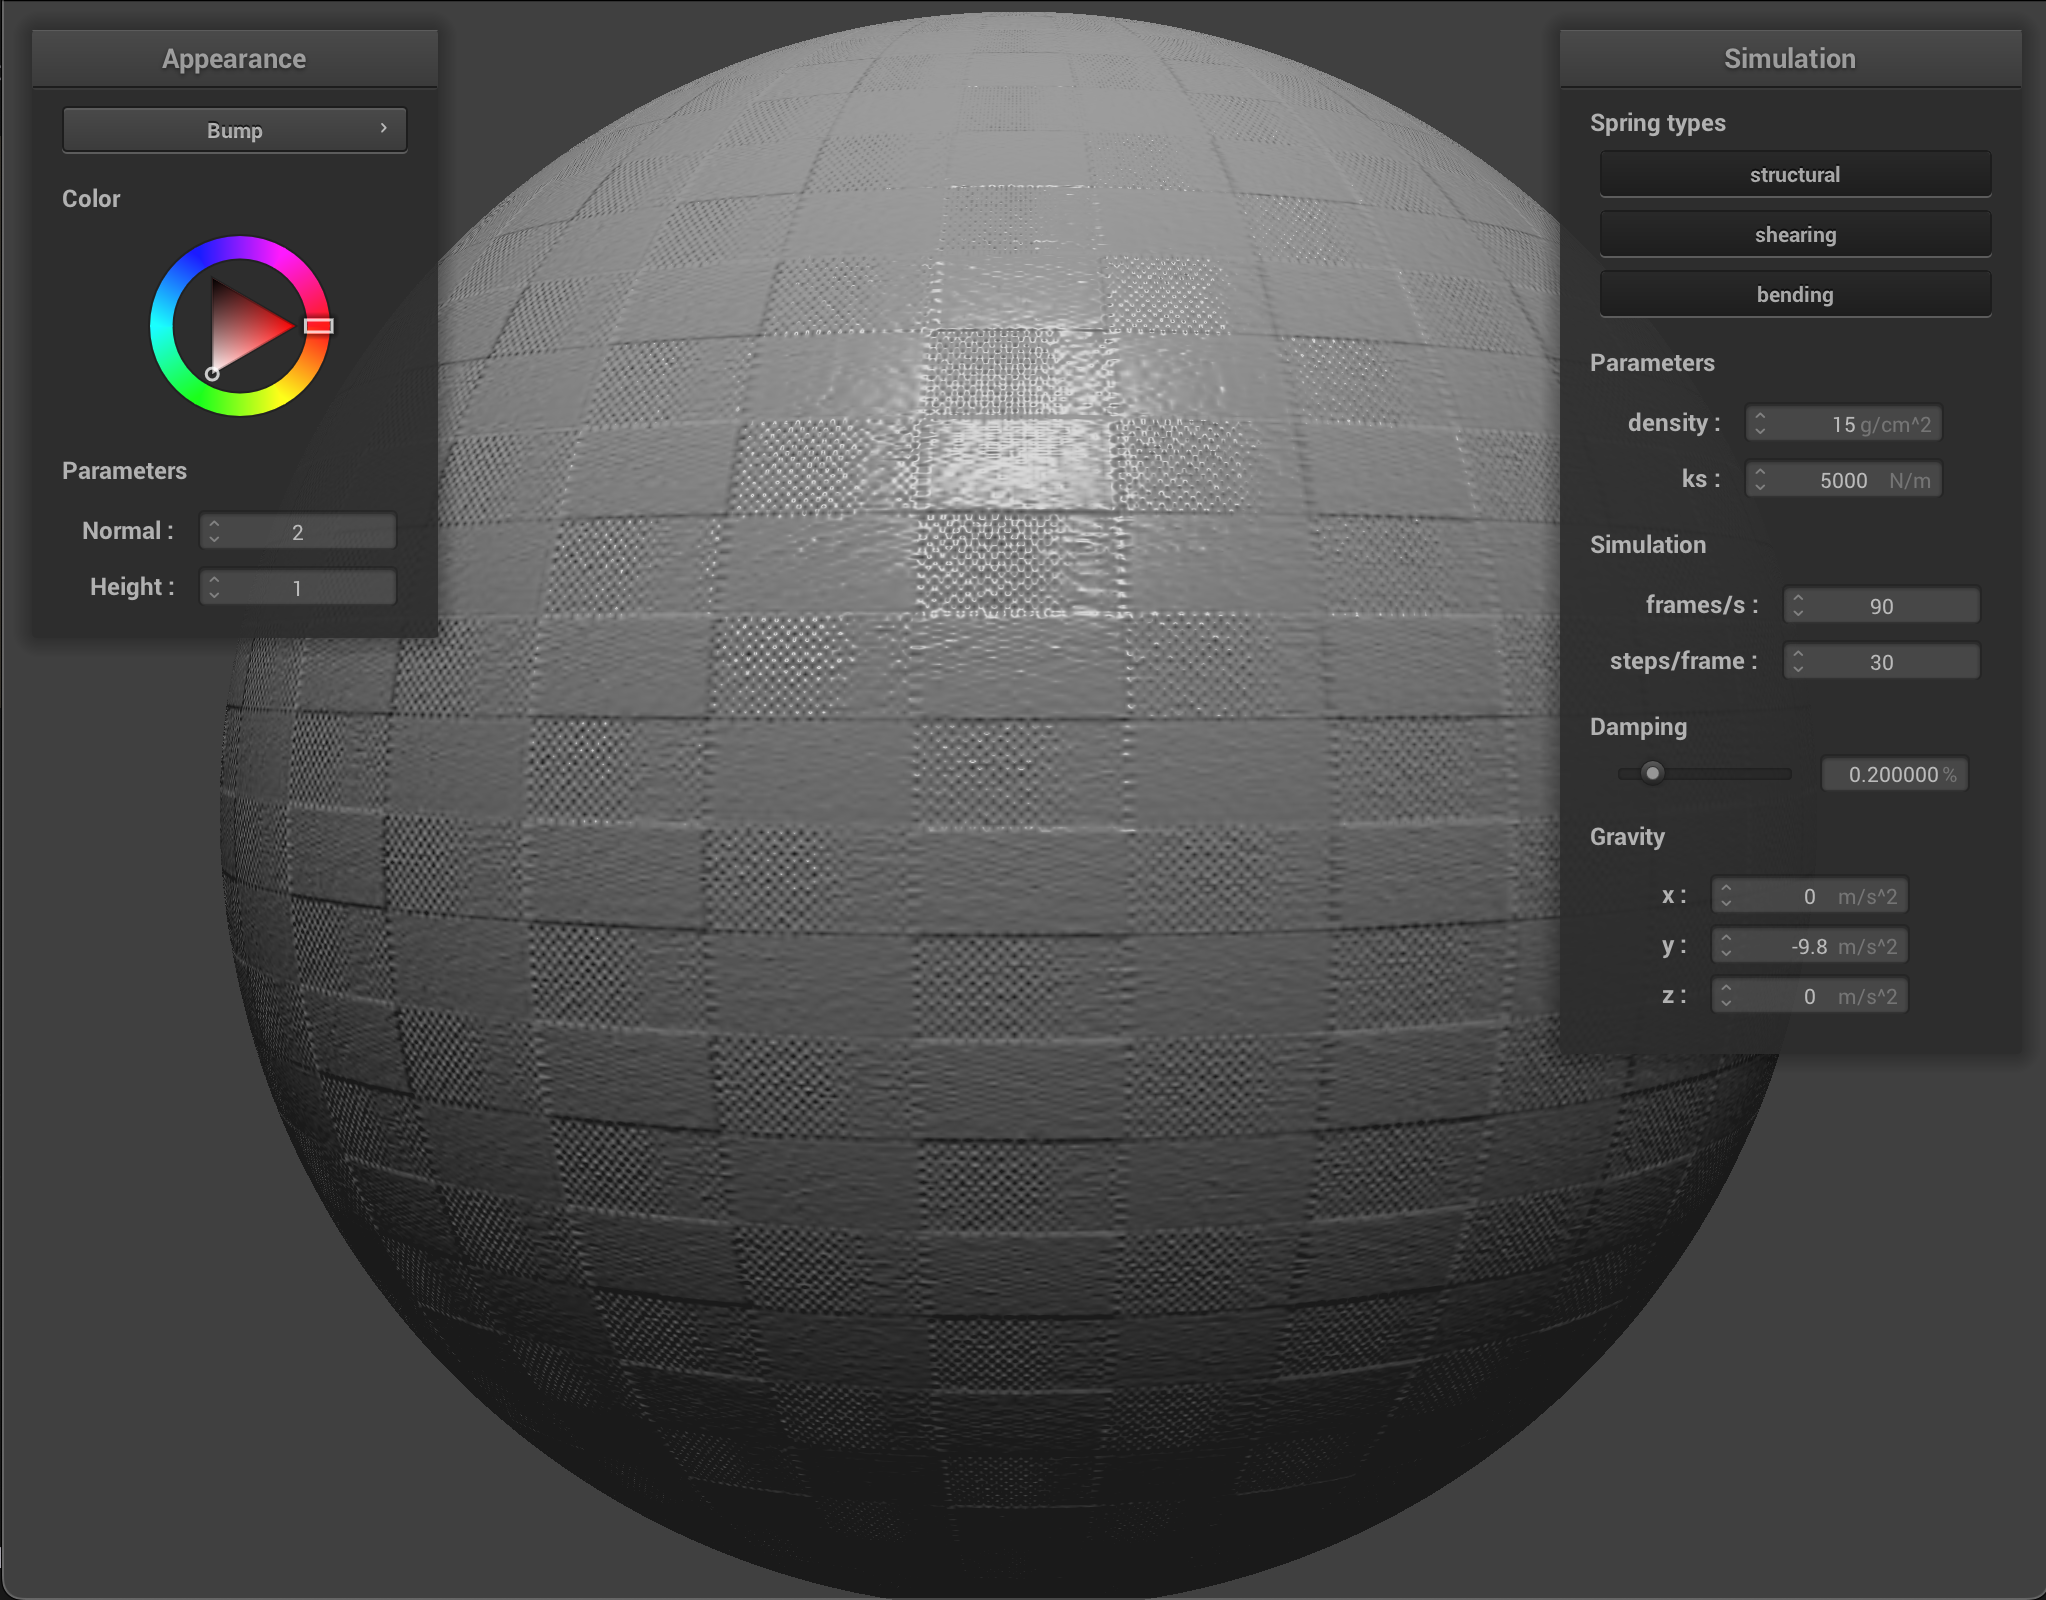 Appearance
Bump
Color
Parameters
Normal : 2
Height : 1
Simulation
Spring types
structural
shearing
bending
Parameters
density : 15 g/cm^2
ks : 5000 N/m
Simulation
frames/s : 90
steps/frame : 30
Damping
0.200000 %
Gravity
x : 0 m/s^2
y : -9.8 m/s^2
z : 0 m/s^2